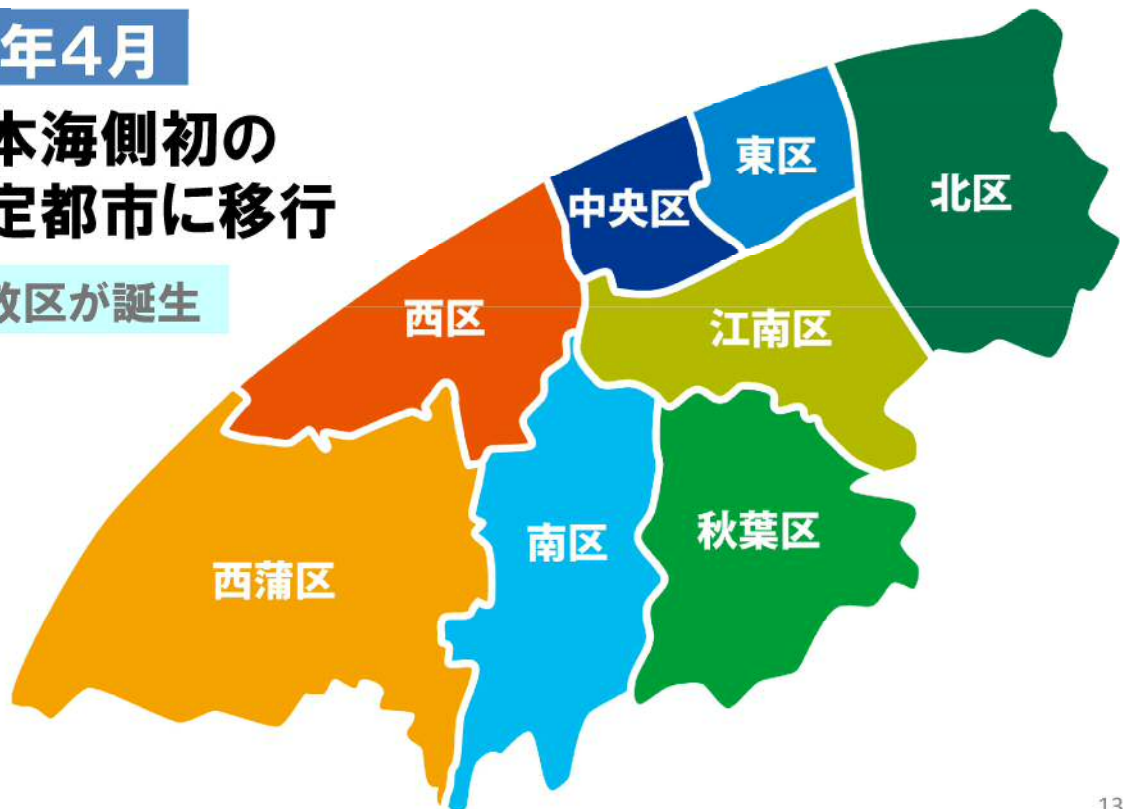 年4月
本海側初の
定都市に移行
政区が誕生
東区
中央区
北区
西区
江南区
南区
秋葉区
西蒲区
13